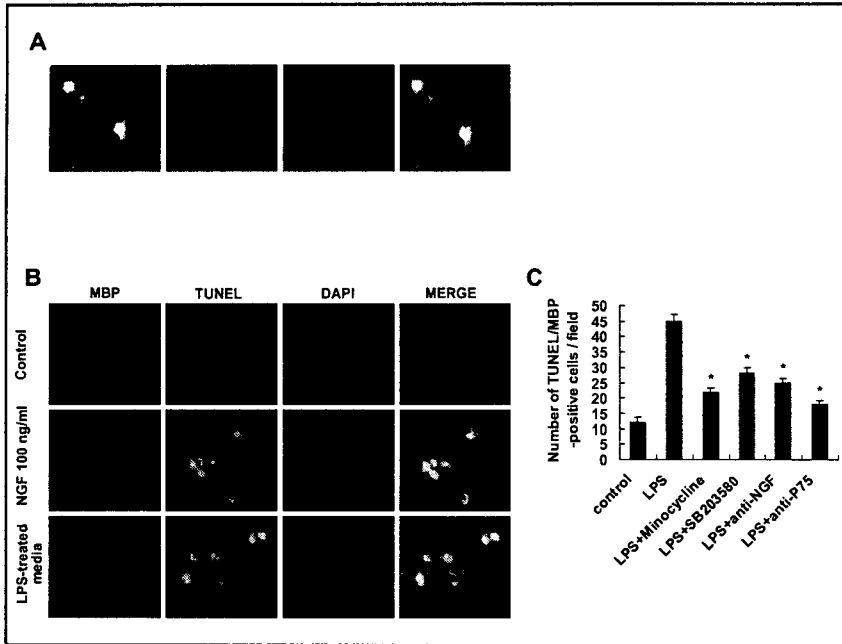 A
B
MBP TUNEL DAPI MERGE
Control
NGF 100 ng/ml
LPS-treated
media
C
Number of TUNEL/MBP
-positive cells / field
50
45
40
35
30
25
20
15
10
5
0
* * * *
control
LPS
LPS+Minocycline
LPS+SB203580
LPS+anti-NGF
LPS+anti-P75